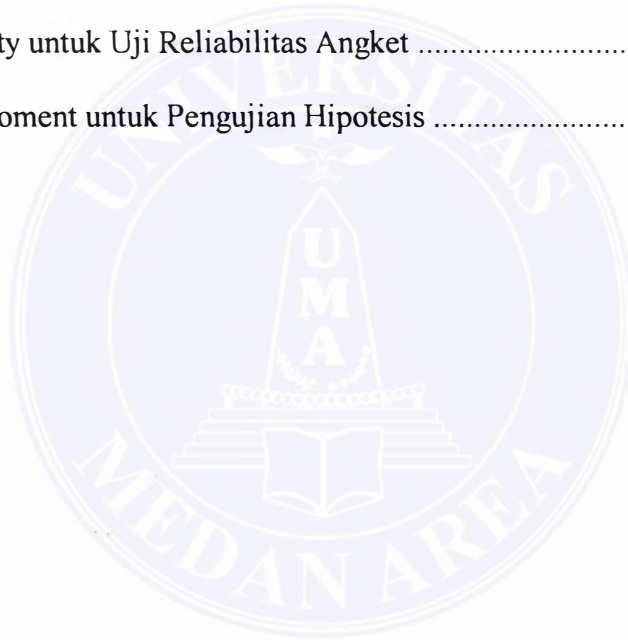 ty untuk Uji Reliabilitas Angket ..........................
oment untuk Pengujian Hipotesis ........................
UNIVERSITAS
U
M
A
MEDAN AREA